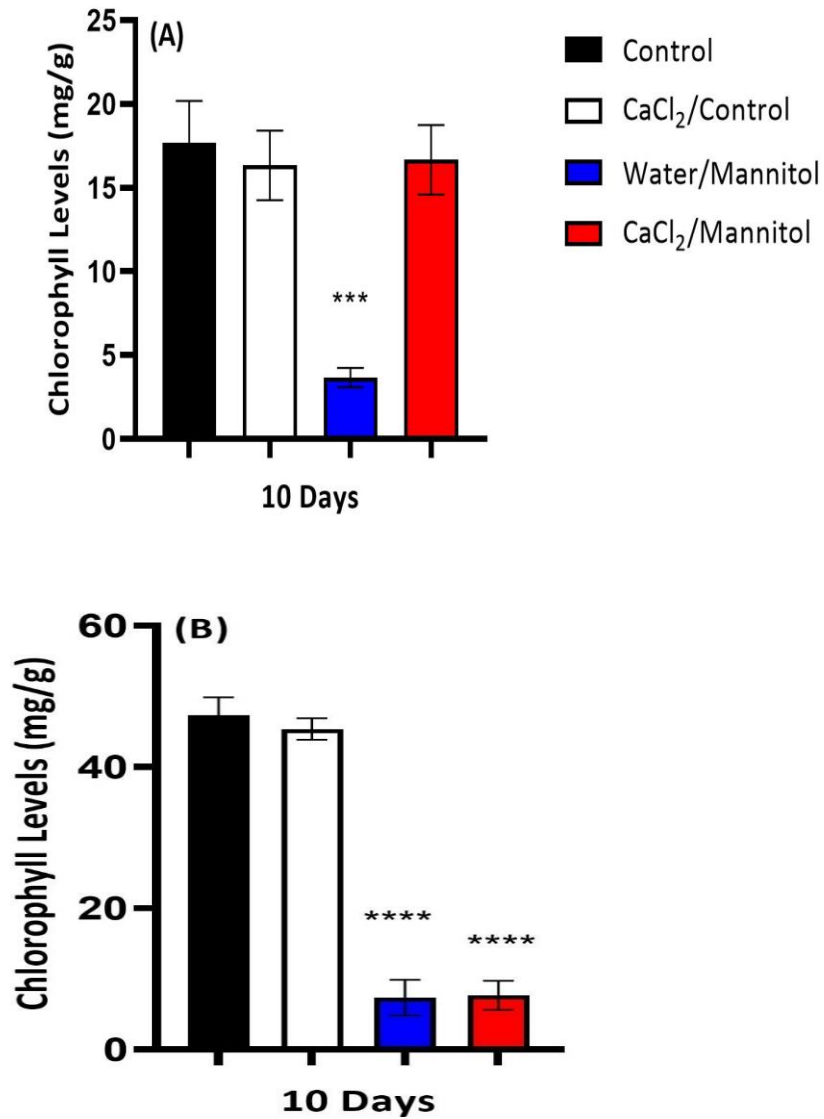 (A)
Chlorophyll Levels (mg/g)
25
20
15
10
5
0
***
10 Days
Control
CaCl₂/Control
Water/Mannitol
CaCl₂/Mannitol
(B)
Chlorophyll Levels (mg/g)
60
40
20
0
****
****
10 Days